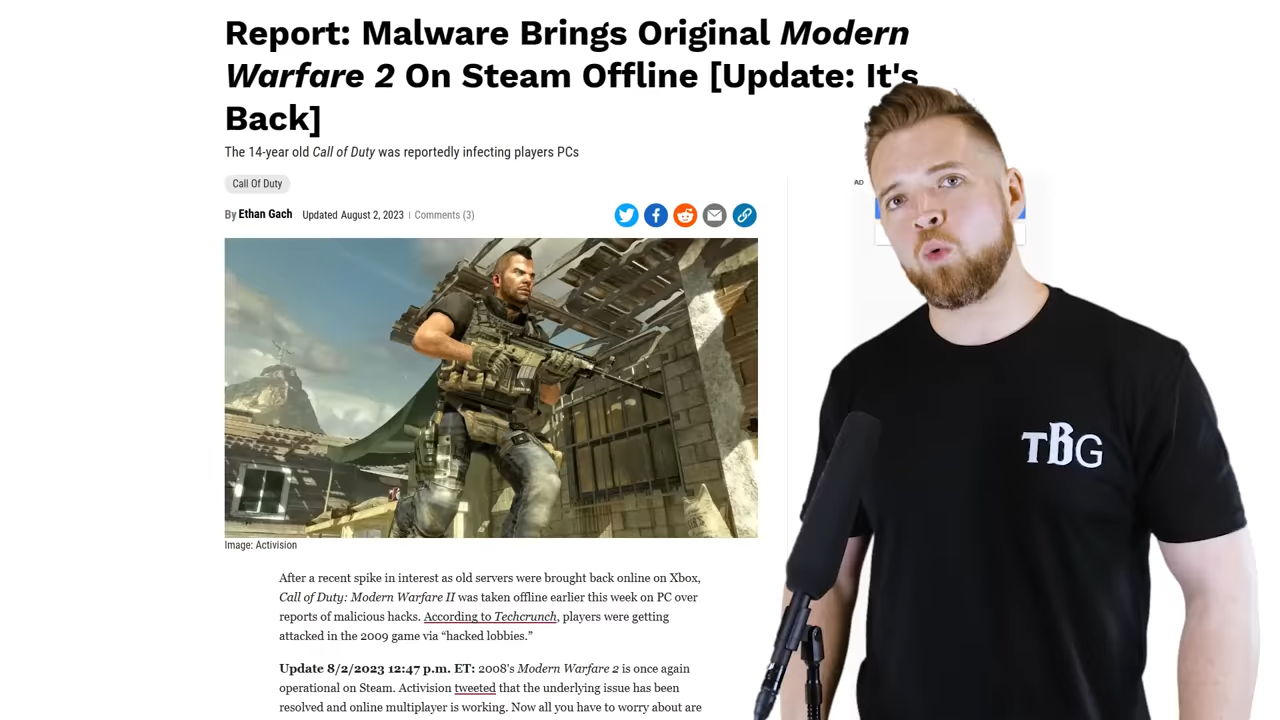 Report: Malware Brings Original Modern
Warfare 2 On Steam Offline [Update: It's
Back]
The 14-year old Call of Duty was reportedly infecting players PCs
Call Of Duty
By Ethan Gach Updated August 2, 2023 | Comments (3)
AD
Image: Activision
After a recent spike in interest as old servers were brought back online on Xbox,
Call of Duty: Modern Warfare II was taken offline earlier this week on PC over
reports of malicious hacks. According to Techcrunch, players were getting
attacked in the 2009 game via “hacked lobbies.”
Update 8/2/2023 12:47 p.m. ET: 2008's Modern Warfare 2 is once again
operational on Steam. Activision tweeted that the underlying issue has been
resolved and online multiplayer is working. Now all you have to worry about are
TBG